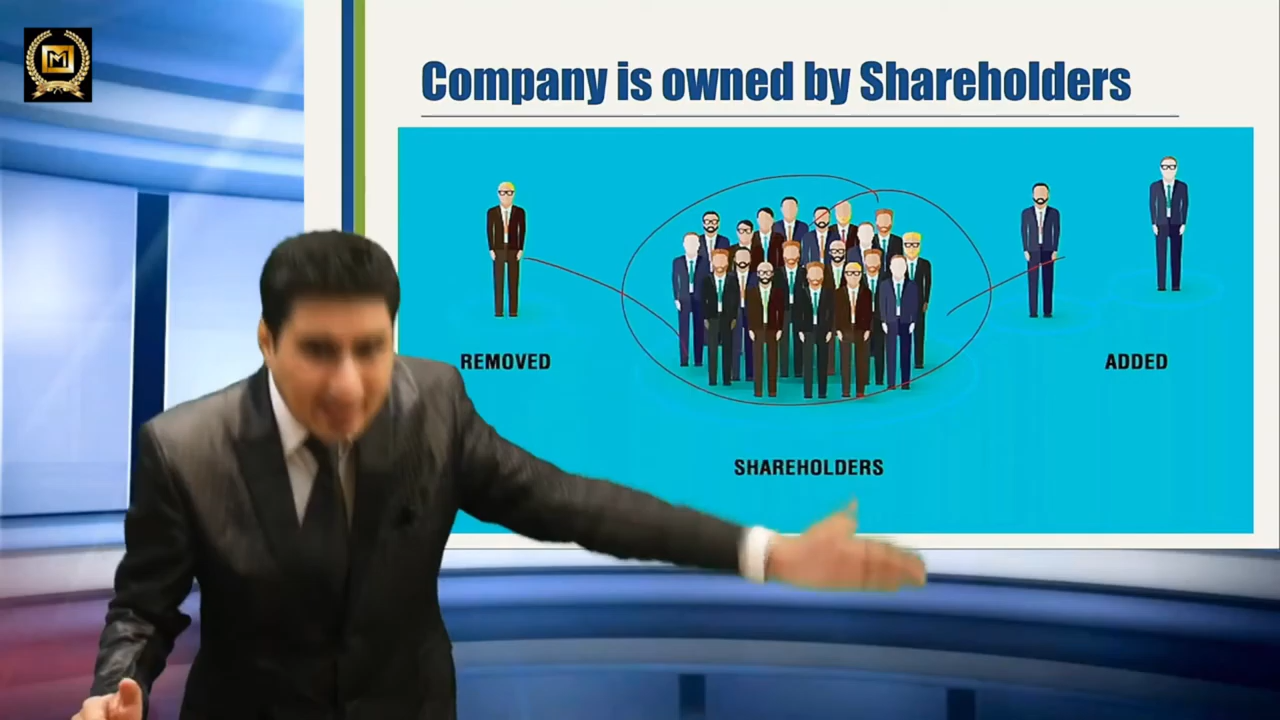 M
Company is owned by Shareholders
REMOVED
ADDED
SHAREHOLDERS